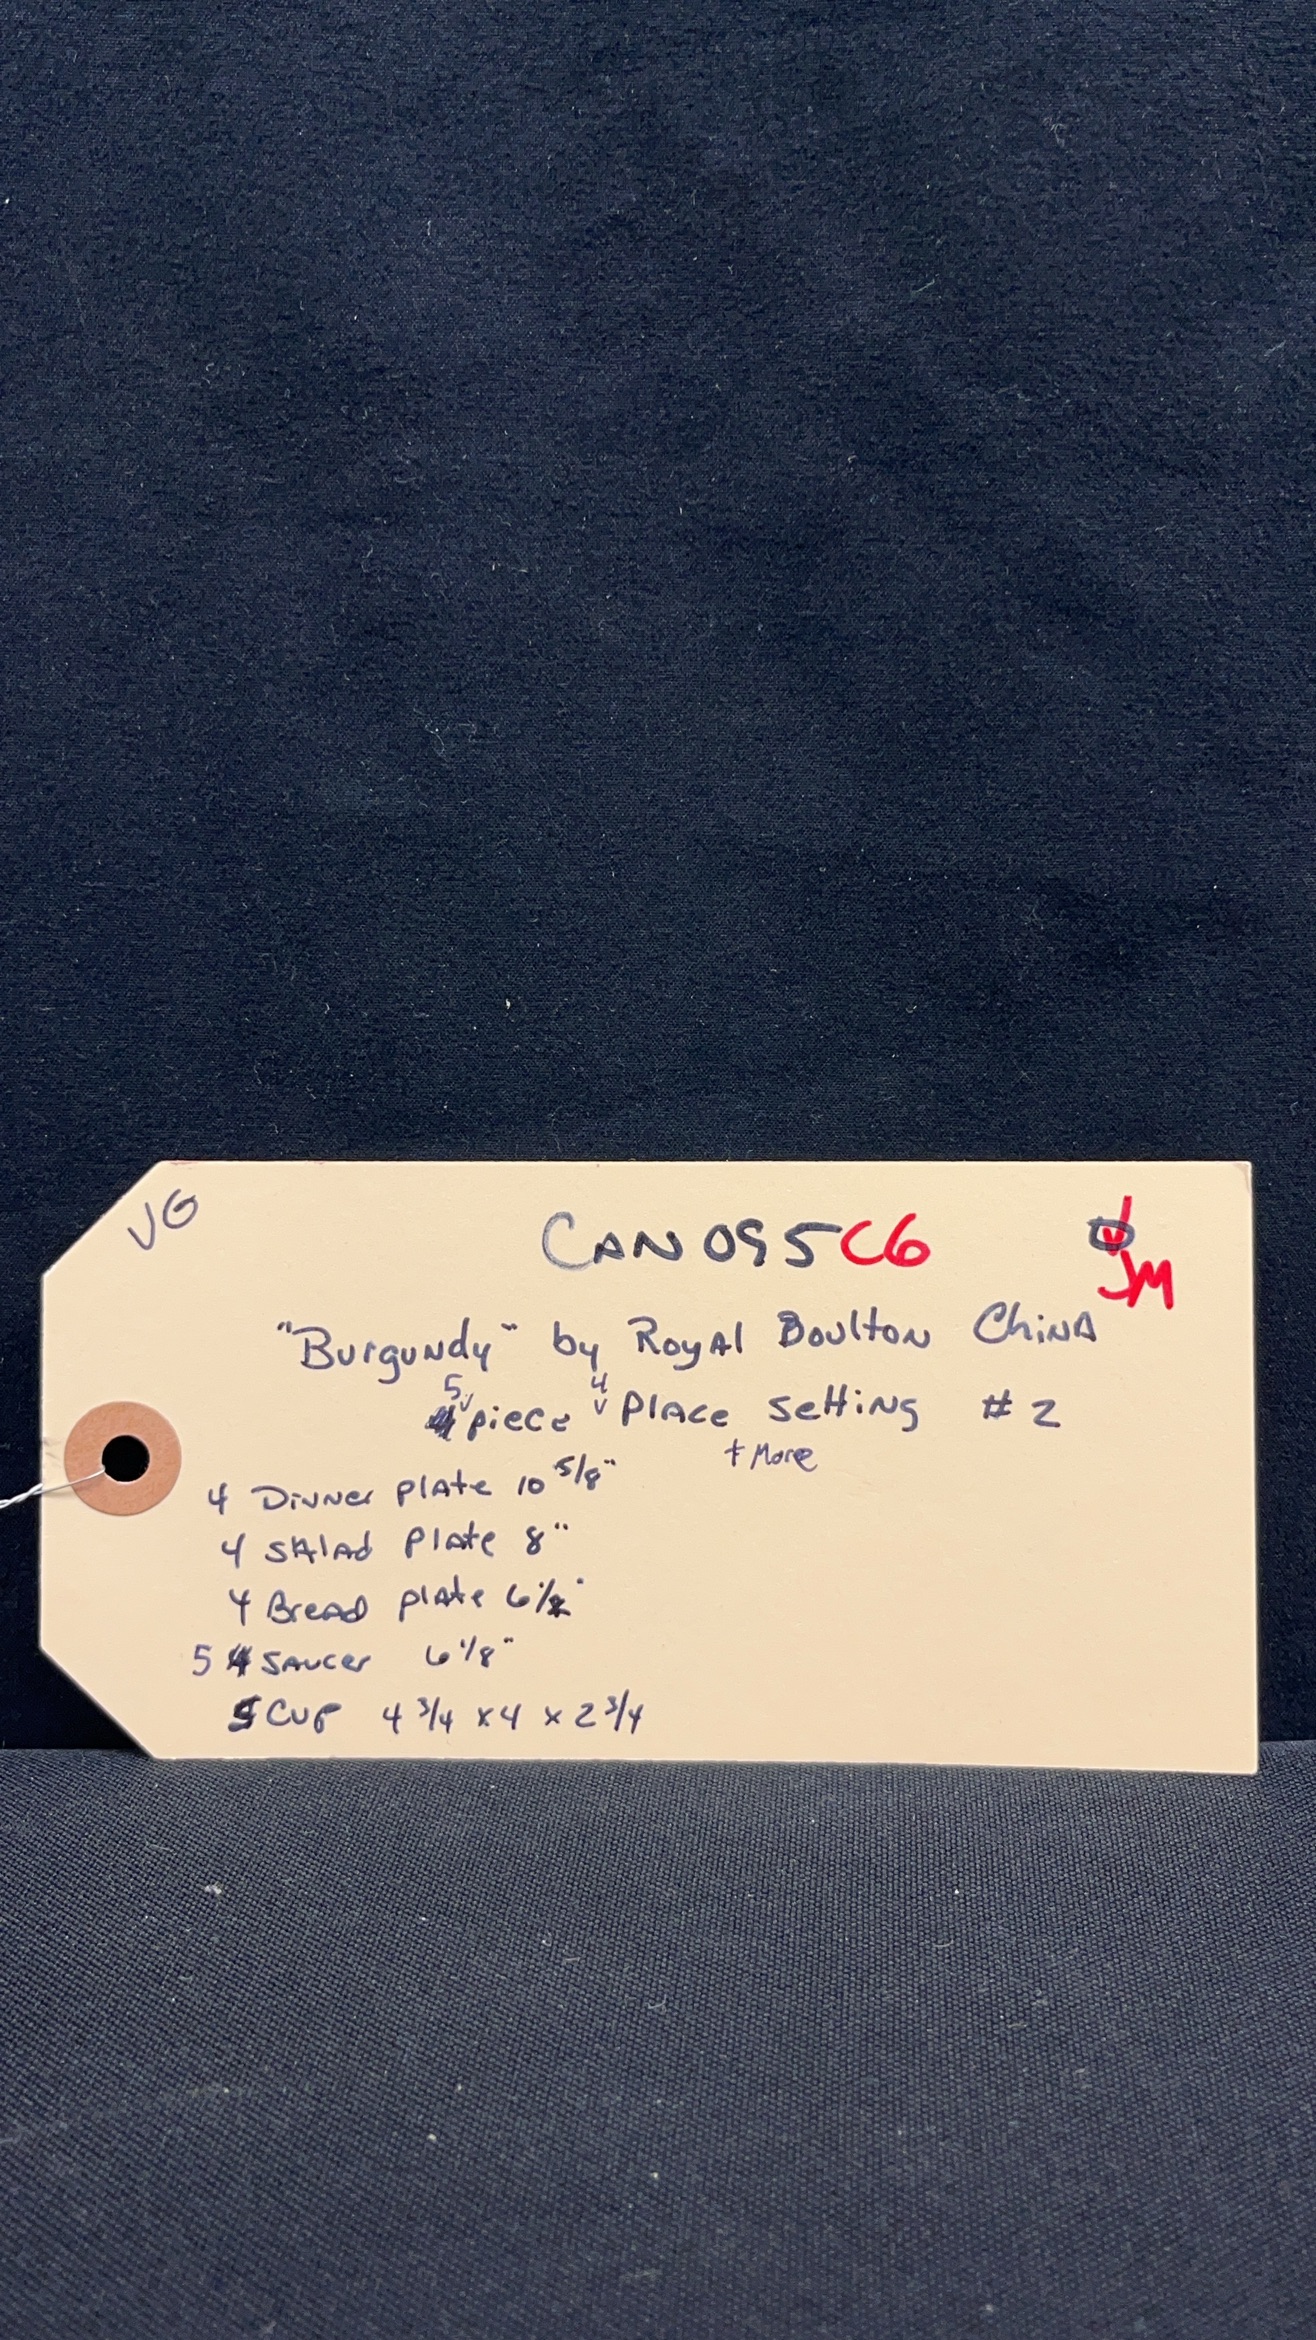 VG
CAN095C6
JM
"Burgundy" by Royal Doulton China
5 piece 4 Place setting #2
+ More
4 Dinner plate 10 5/8"
4 Salad Plate 8"
4 Bread plate 6 1/2"
5 Saucer 6 1/8"
5 Cup 4 3/4 x 4 x 2 3/4